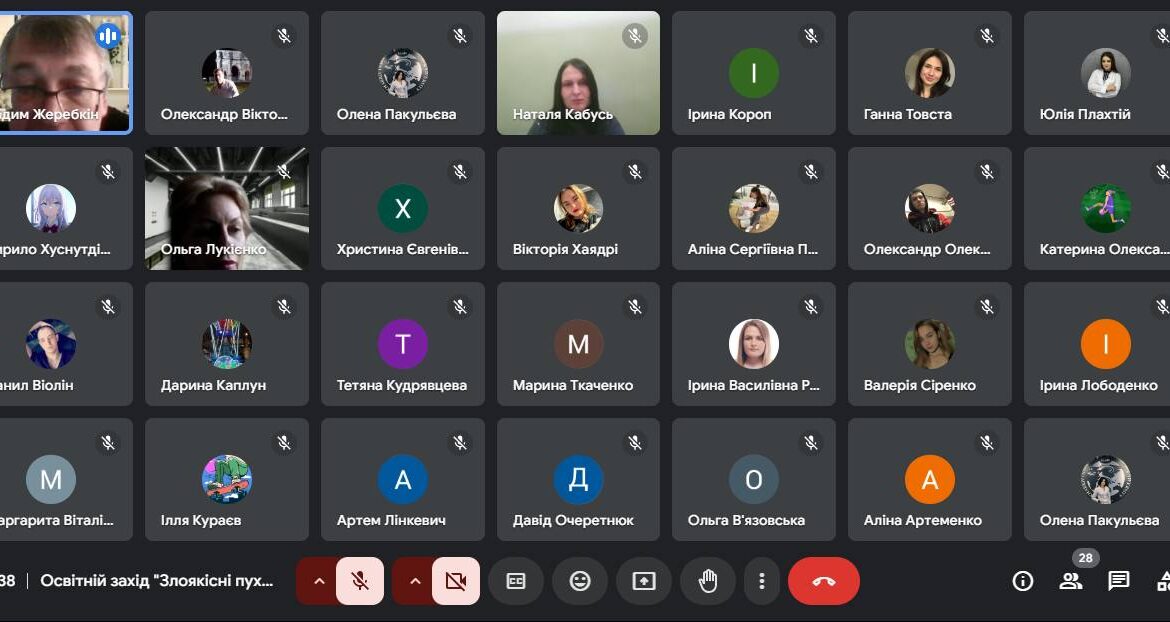 дим Жеребкін
Олександр Вікто...
Олена Пакульєва
Наталя Кабусь
І
Ірина Короп
Ганна Товста
Юлія Плахтій
ирило Хуснутді...
Ольга Лукієнко
Х
Христина Євгенів...
Вікторія Хаядрі
Аліна Сергіївна П...
Олександр Олек...
Катерина Олекса...
анил Віолін
Дарина Каплун
Т
Тетяна Кудрявцева
М
Марина Ткаченко
Ірина Василівна Р...
Валерія Сіренко
І
Ірина Лободенко
М
аргарита Віталі...
Ілля Кураєв
А
Артем Лінкевич
Д
Давід Очеретнюк
О
Ольга В'язовська
А
Аліна Артеменко
Олена Пакульєва
38 | Освітній захід "Злоякісні пух...
28